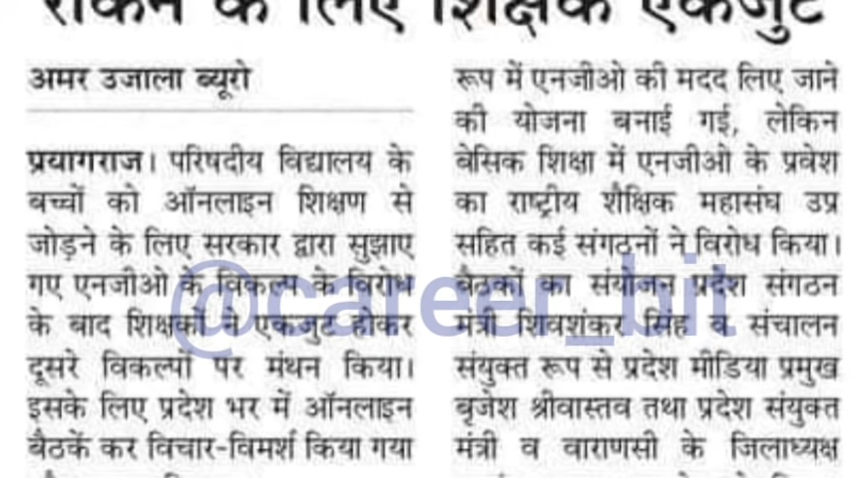 रोकने के लिए शिक्षक एकजुट
अमर उजाला ब्यूरो
प्रयागराज। परिषदीय विद्यालय के
बच्चों को ऑनलाइन शिक्षण से
जोड़ने के लिए सरकार द्वारा सुझाए
गए एनजीओ के विकल्प के विरोध
के बाद शिक्षकों ने एकजुट होकर
दूसरे विकल्पों पर मंथन किया।
इसके लिए प्रदेश भर में ऑनलाइन
बैठकें कर विचार-विमर्श किया गया
रूप में एनजीओ की मदद लिए जाने
की योजना बनाई गई, लेकिन
बेसिक शिक्षा में एनजीओ के प्रवेश
का राष्ट्रीय शैक्षिक महासंघ उप्र
सहित कई संगठनों ने विरोध किया।
बैठकों का संयोजन प्रदेश संगठन
मंत्री शिवशंकर सिंह व संचालन
संयुक्त रूप से प्रदेश मीडिया प्रमुख
बृजेश श्रीवास्तव तथा प्रदेश संयुक्त
मंत्री व वाराणसी के जिलाध्यक्ष
@career_bit